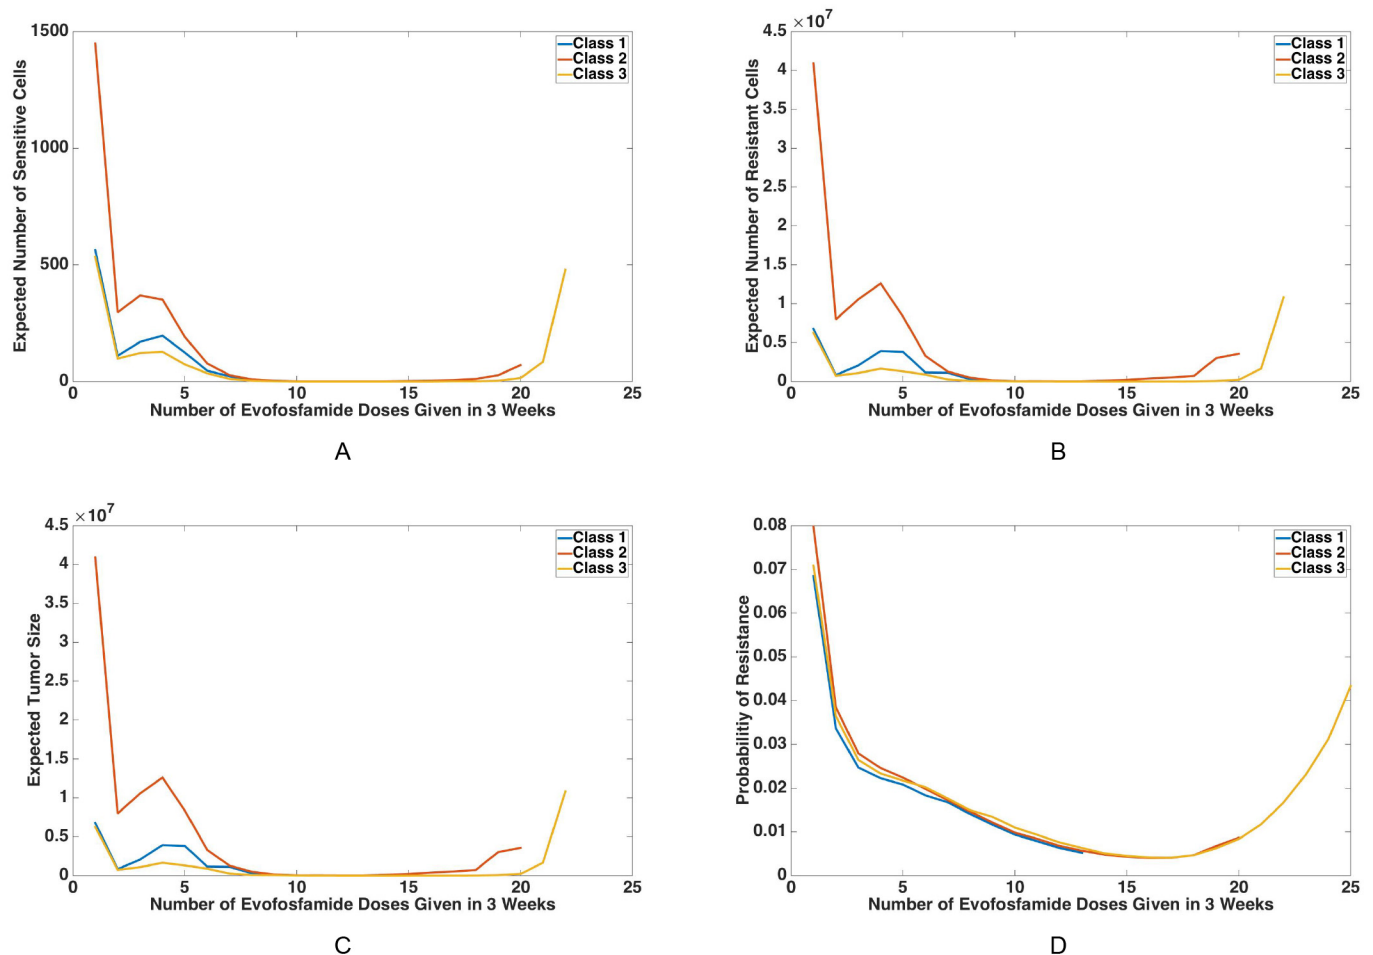 1500
1000
500
0
0
5
10
15
20
25
Expected Number of Sensitive Cells
Number of Evofosfamide Doses Given in 3 Weeks
Class 1
Class 2
Class 3
A
×10^7
4.5
4
3.5
3
2.5
2
1.5
1
0.5
0
0
5
10
15
20
25
Expected Number of Resistant Cells
Number of Evofosfamide Doses Given in 3 Weeks
Class 1
Class 2
Class 3
B
×10^7
4.5
4
3.5
3
2.5
2
1.5
1
0.5
0
0
5
10
15
20
25
Expected Tumor Size
Number of Evofosfamide Doses Given in 3 Weeks
Class 1
Class 2
Class 3
C
0.08
0.07
0.06
0.05
0.04
0.03
0.02
0.01
0
0
5
10
15
20
25
Probabilitiy of Resistance
Number of Evofosfamide Doses Given in 3 Weeks
Class 1
Class 2
Class 3
D